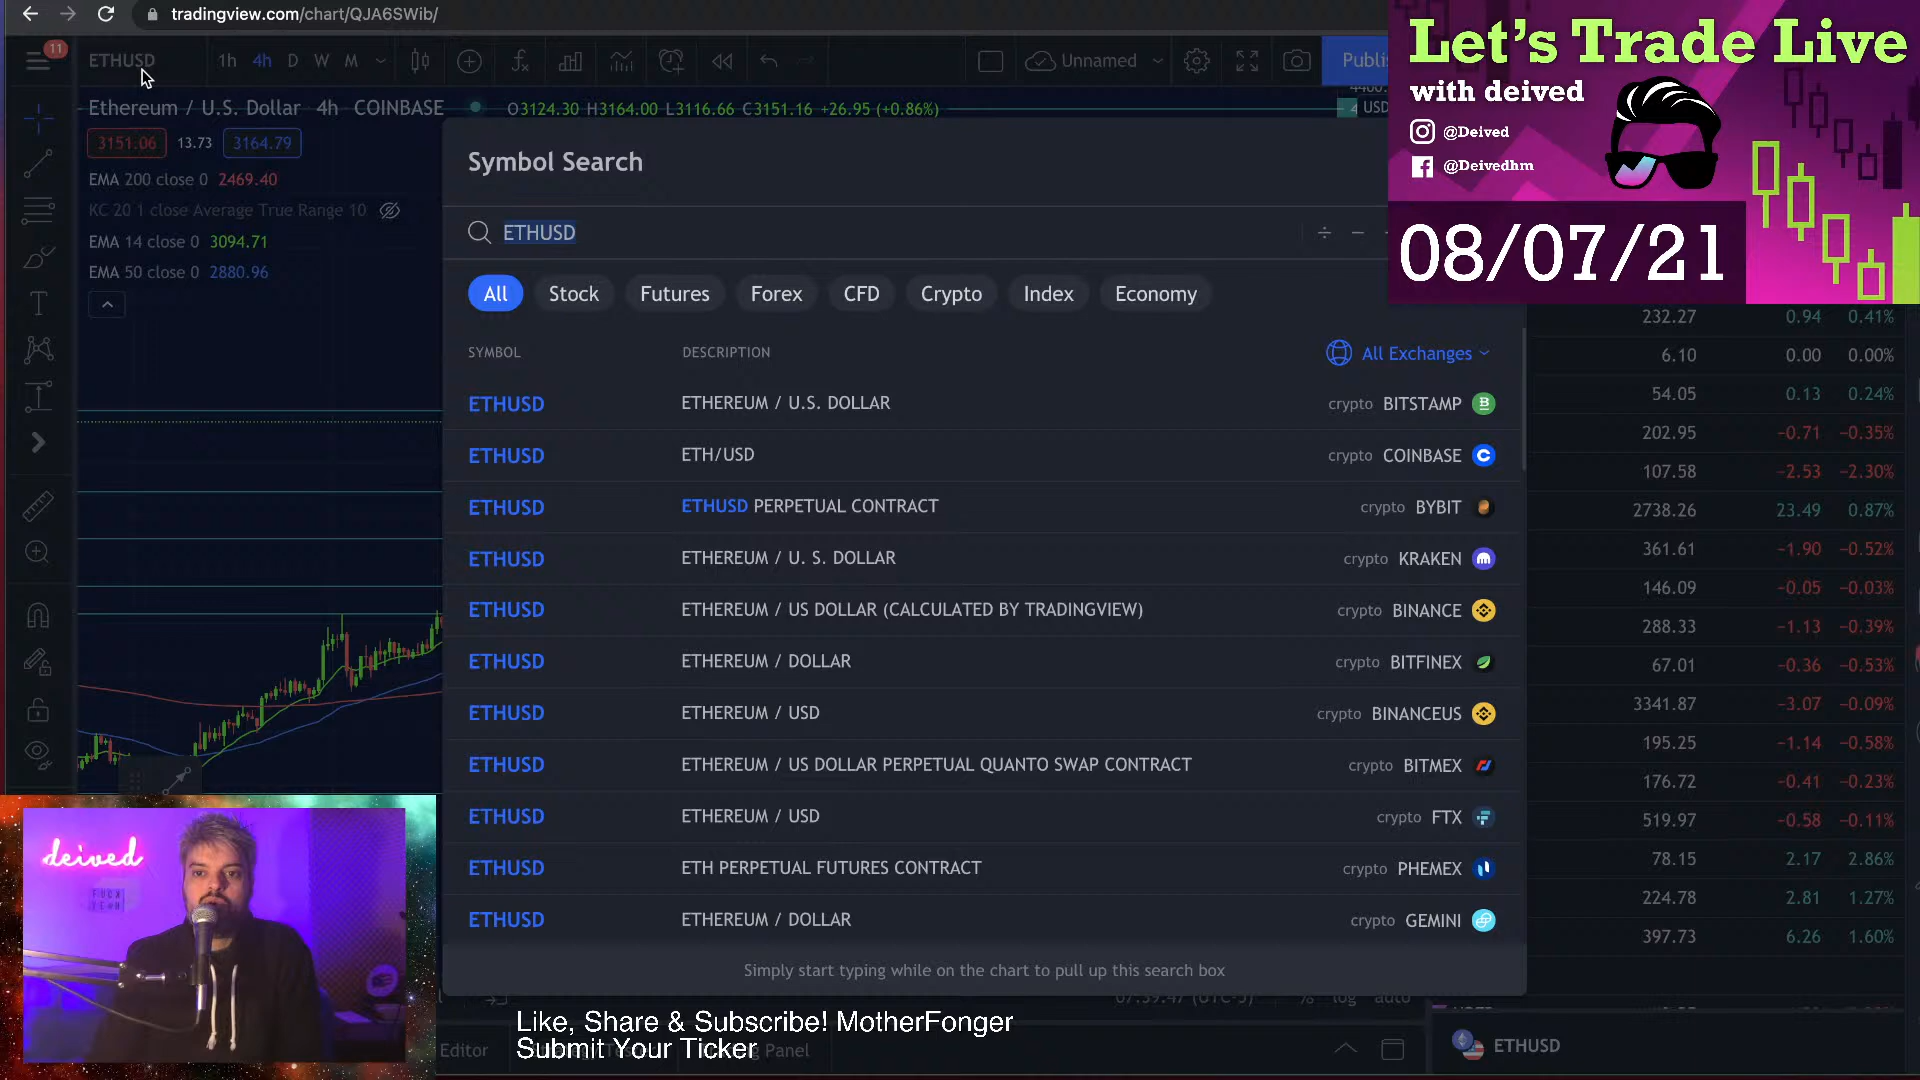 tradingview.com/chart/QJA6SWib/
11
ETHUSD 1h 4h D W M
Unnamed
Ethereum / U.S. Dollar 4h COINBASE
O3124.30 H3164.00 L3116.66 C3151.16 +26.95 (+0.86%)
USD
3151.06 13.73 3164.79
EMA 200 close 0 2469.40
KC 20 1 close Average True Range 10
EMA 14 close 0 3094.71
EMA 50 close 0 2880.96
Symbol Search
ETHUSD
All Stock Futures Forex CFD Crypto Index Economy
SYMBOL DESCRIPTION All Exchanges
ETHUSD ETHEREUM / U.S. DOLLAR crypto BITSTAMP
ETHUSD ETH/USD crypto COINBASE
ETHUSD ETHUSD PERPETUAL CONTRACT crypto BYBIT
ETHUSD ETHEREUM / U. S. DOLLAR crypto KRAKEN
ETHUSD ETHEREUM / US DOLLAR (CALCULATED BY TRADINGVIEW) crypto BINANCE
ETHUSD ETHEREUM / DOLLAR crypto BITFINEX
ETHUSD ETHEREUM / USD crypto BINANCEUS
ETHUSD ETHEREUM / US DOLLAR PERPETUAL QUANTO SWAP CONTRACT crypto BITMEX
ETHUSD ETHEREUM / USD crypto FTX
ETHUSD ETH PERPETUAL FUTURES CONTRACT crypto PHEMEX
ETHUSD ETHEREUM / DOLLAR crypto GEMINI
Simply start typing while on the chart to pull up this search box
Let's Trade Live
with deived
@Deived
@Deivedhm
08/07/21
232.27 0.94 0.41%
6.10 0.00 0.00%
54.05 0.13 0.24%
202.95 −0.71 −0.35%
107.58 −2.53 −2.30%
2738.26 23.49 0.87%
361.61 −1.90 −0.52%
146.09 −0.05 −0.03%
288.33 −1.13 −0.39%
67.01 −0.36 −0.53%
3341.87 −3.07 −0.09%
195.25 −1.14 −0.58%
176.72 −0.41 −0.23%
519.97 −0.58 −0.11%
78.15 2.17 2.86%
224.78 2.81 1.27%
397.73 6.26 1.60%
deived
FUCK
YEAH
% log auto
Like, Share & Subscribe! MotherFonger
Submit Your Ticker
Editor
Panel
ETHUSD